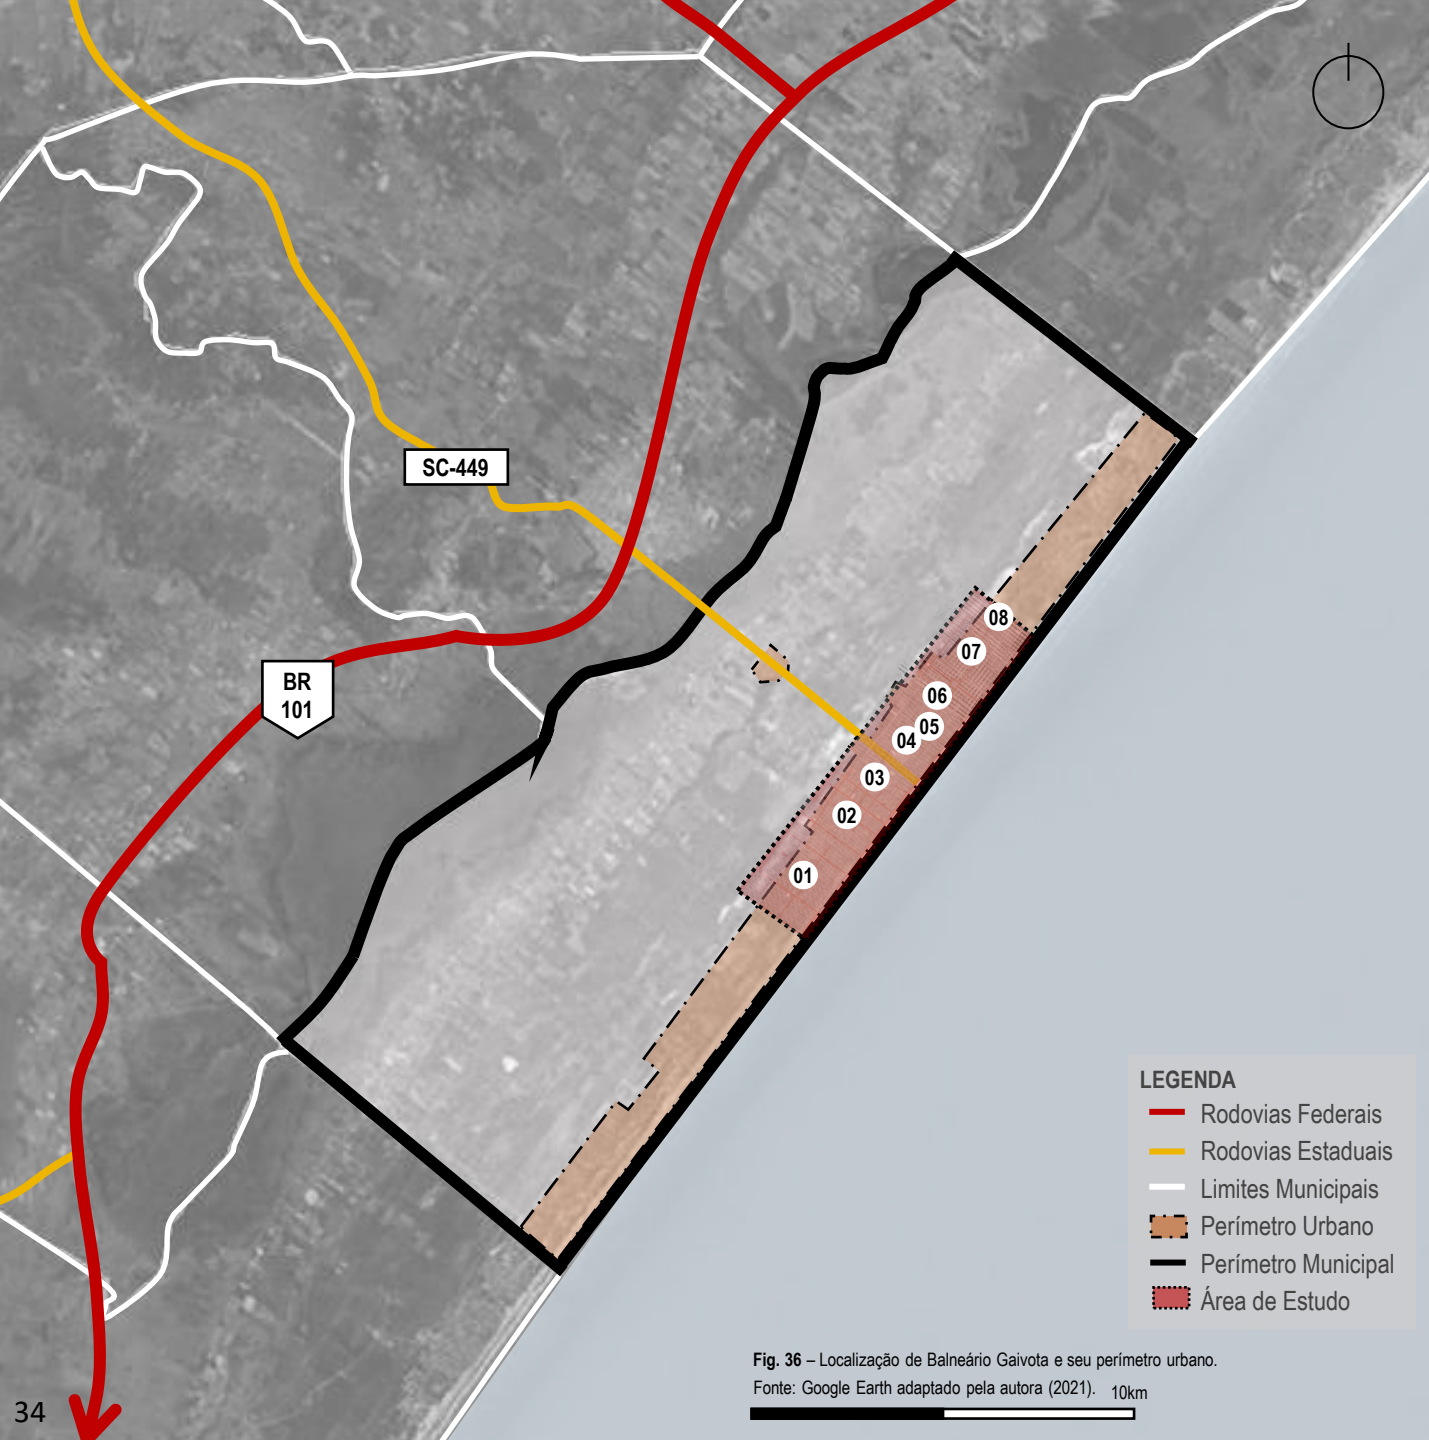 SC-449
BR
101
08
07
06
05
04
03
02
01
LEGENDA
Rodovias Federais
Rodovias Estaduais
Limites Municipais
Perímetro Urbano
Perímetro Municipal
Área de Estudo
Fig. 36 – Localização de Balneário Gaivota e seu perímetro urbano.
Fonte: Google Earth adaptado pela autora (2021).
10km
34